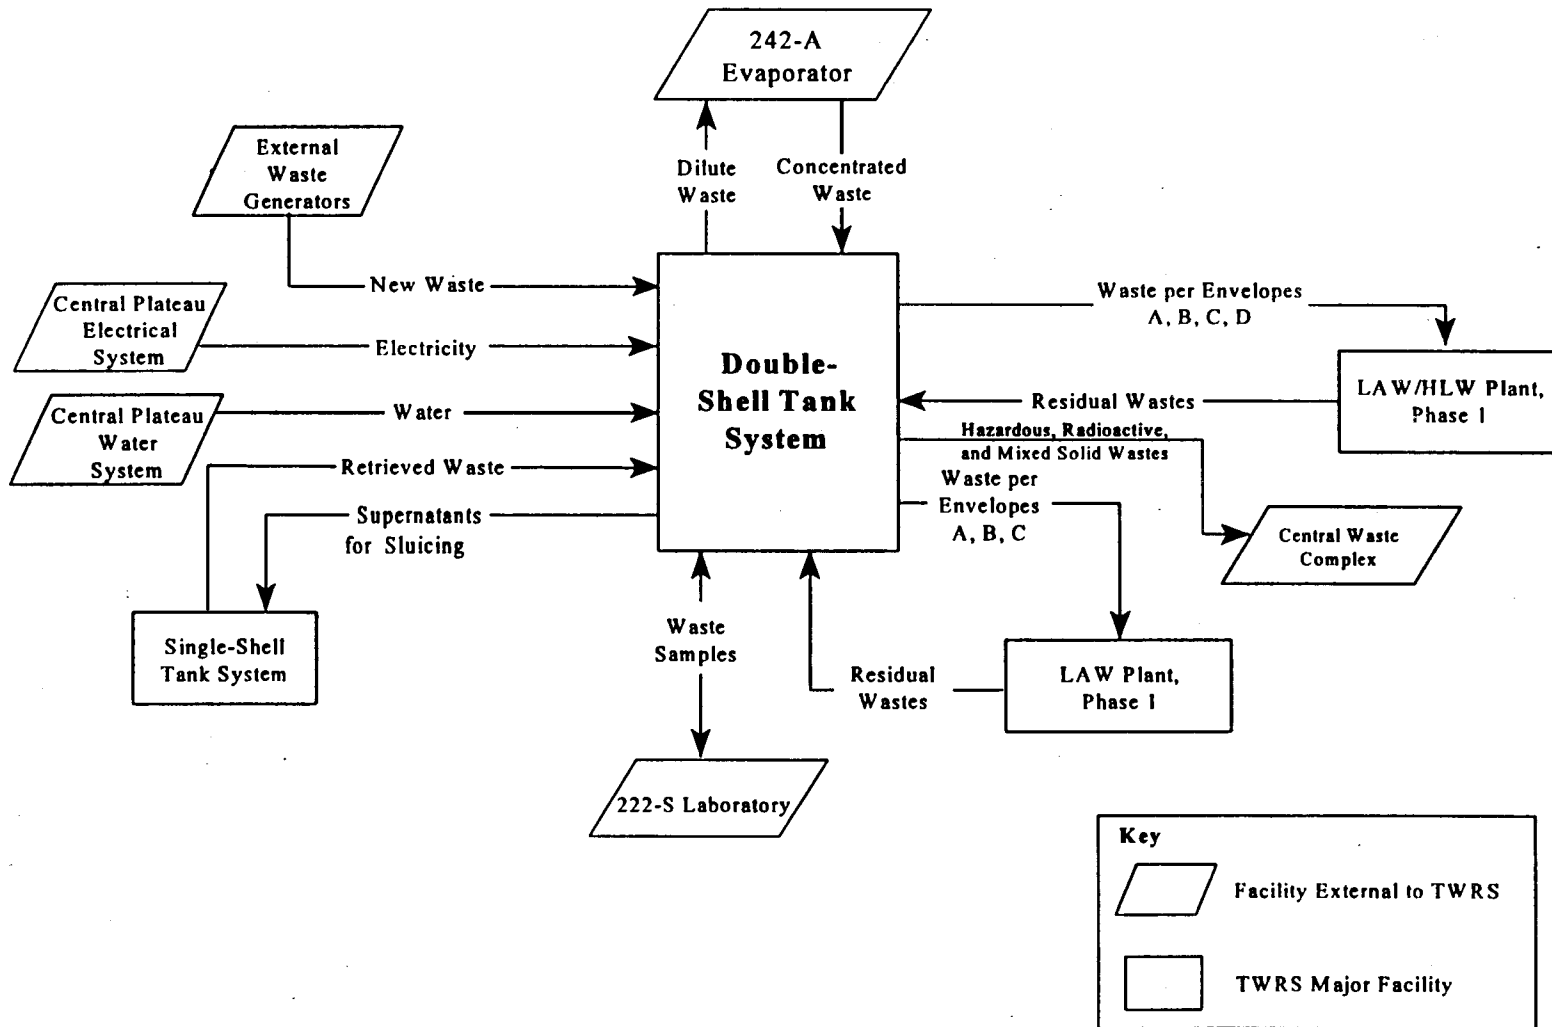 242-A
Evaporator
External
Waste
Generators
Dilute
Waste
Concentrated
Waste
New Waste
Central Plateau
Electrical
System
Electricity
Central Plateau
Water
System
Water
Retrieved Waste
Supernatants
for Sluicing
Single-Shell
Tank System
Double-
Shell Tank
System
Waste per Envelopes
A, B, C, D
LAW/HLW Plant,
Phase I
Residual Wastes
Hazardous, Radioactive,
and Mixed Solid Wastes
Waste per
Envelopes
A, B, C
Central Waste
Complex
Waste
Samples
Residual
Wastes
LAW Plant,
Phase I
222-S Laboratory
Key
Facility External to TWRS
TWRS Major Facility